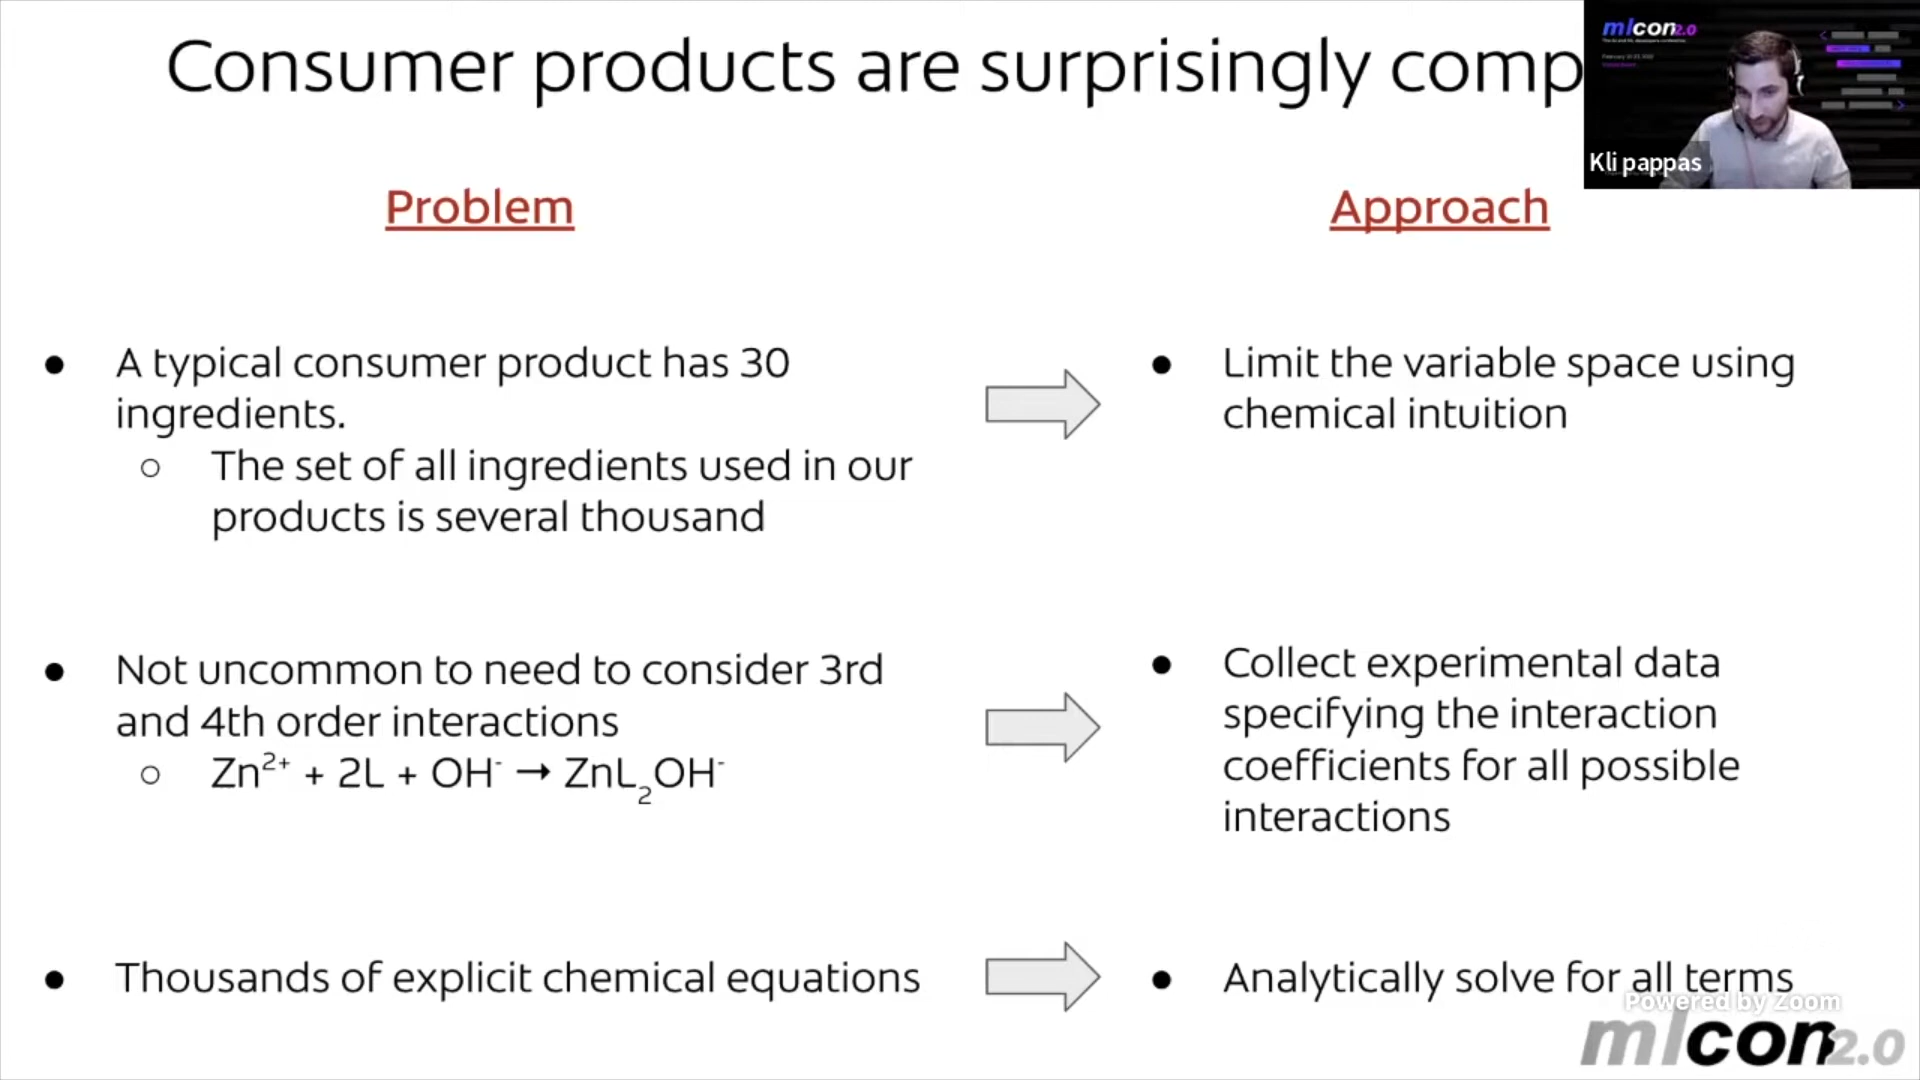 Consumer products are surprisingly comp
mlcon2.0
Kli pappas
Problem
Approach
● A typical consumer product has 30
ingredients.
○ The set of all ingredients used in our
products is several thousand
● Limit the variable space using
chemical intuition
● Not uncommon to need to consider 3rd
and 4th order interactions
○ Zn²⁺ + 2L + OH⁻ → ZnL₂OH⁻
● Collect experimental data
specifying the interaction
coefficients for all possible
interactions
● Thousands of explicit chemical equations
● Analytically solve for all terms
Powered by Zoom
mlcon2.0